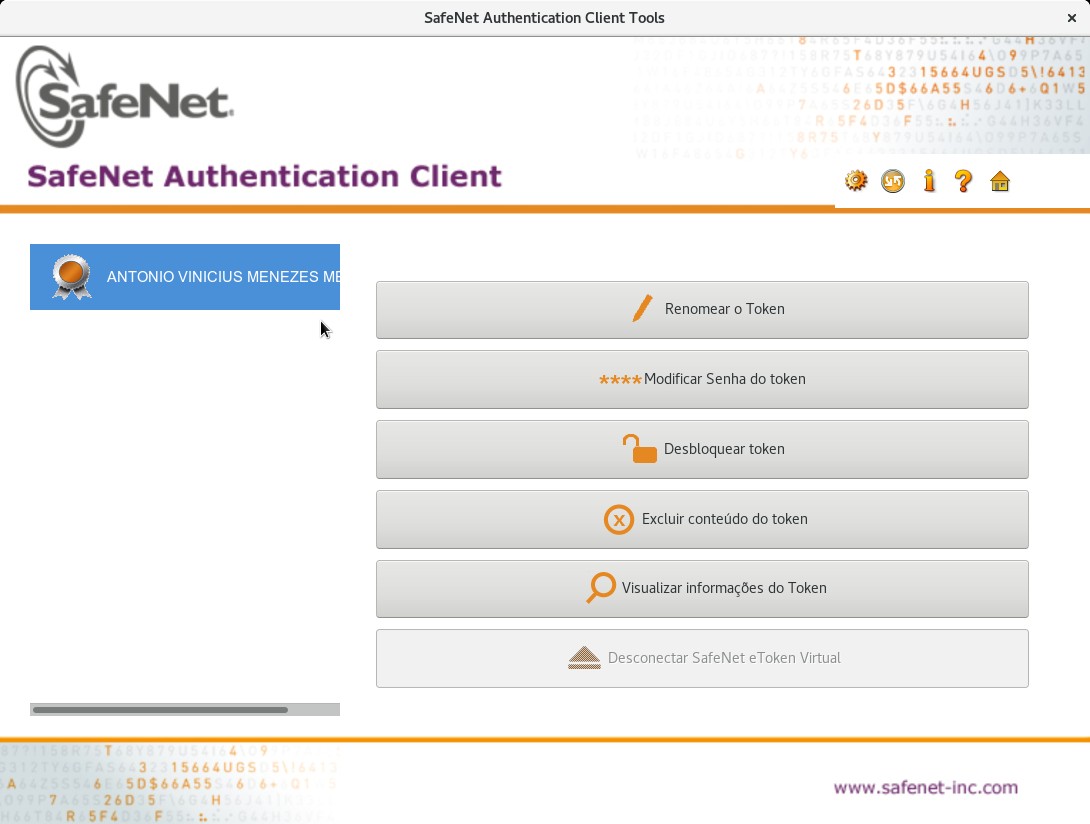 SafeNet Authentication Client Tools
SafeNet.
SafeNet Authentication Client
ANTONIO VINICIUS MENEZES ME
Renomear o Token
**** Modificar Senha do token
Desbloquear token
Excluir conteúdo do token
Visualizar informações do Token
Desconectar SafeNet eToken Virtual
www.safenet-inc.com